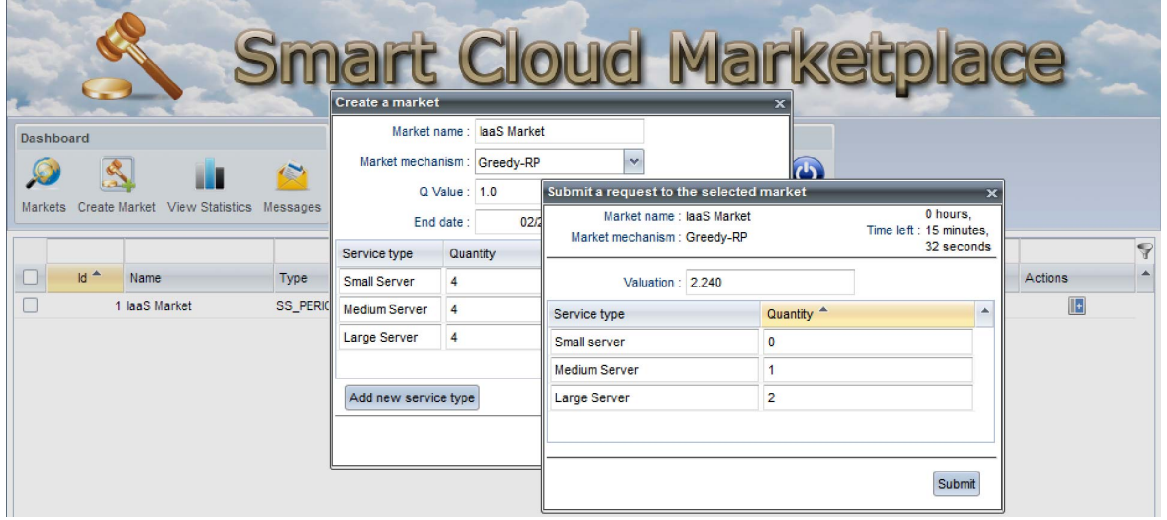 Smart Cloud Marketplace
Dashboard
Markets Create Market View Statistics Messages
Id Name Type Actions
1 IaaS Market SS_PERIO
Create a market
Market name : IaaS Market
Market mechanism : Greedy-RP
Q Value : 1.0
End date : 02/2
Service type Quantity
Small Server 4
Medium Server 4
Large Server 4
Add new service type
Submit a request to the selected market
Market name : IaaS Market
Market mechanism : Greedy-RP
Time left : 0 hours,
15 minutes,
32 seconds
Valuation : 2.240
Service type Quantity
Small server 0
Medium Server 1
Large Server 2
Submit